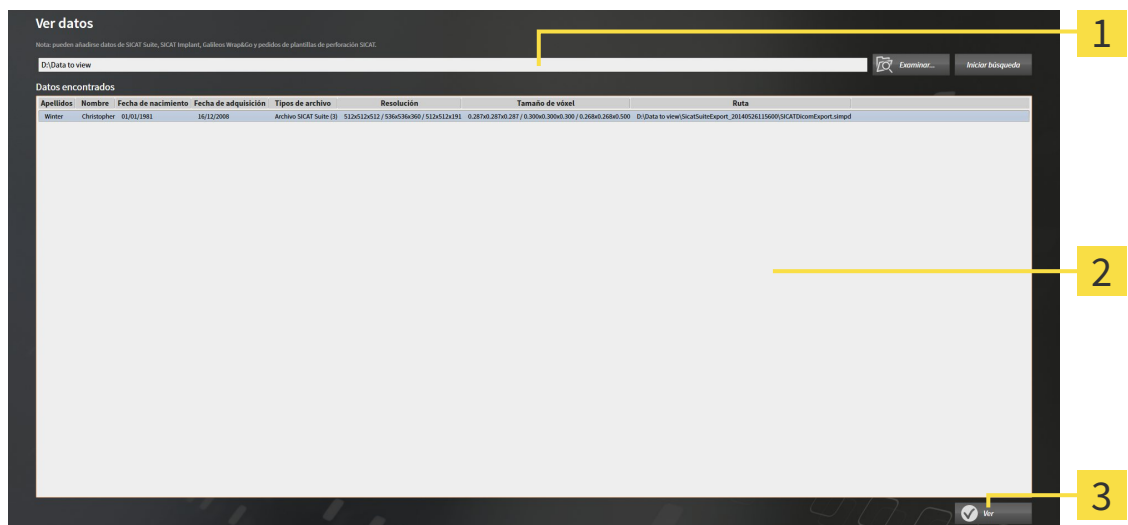 Ver datos
1
Nota: pueden añadirse datos de SICAT Suite, SICAT Implant, Galileos Wrap&Go y pedidos de plantillas de perforación SICAT.
D:\Data to view
Examinar...
Iniciar búsqueda
Datos encontrados
Apellidos Nombre Fecha de nacimiento Fecha de adquisición Tipos de archivo Resolución Tamaño de vóxel Ruta
Winter Christopher 01/01/1981 16/12/2008 Archivo SICAT Suite (3) 512x512x512 / 536x536x360 / 512x512x191 0.287x0.287x0.287 / 0.300x0.300x0.300 / 0.268x0.268x0.500 D:\Data to view\SicatSuiteExport_20140526115600\SICATDicomExport.simpd
2
3
Ver